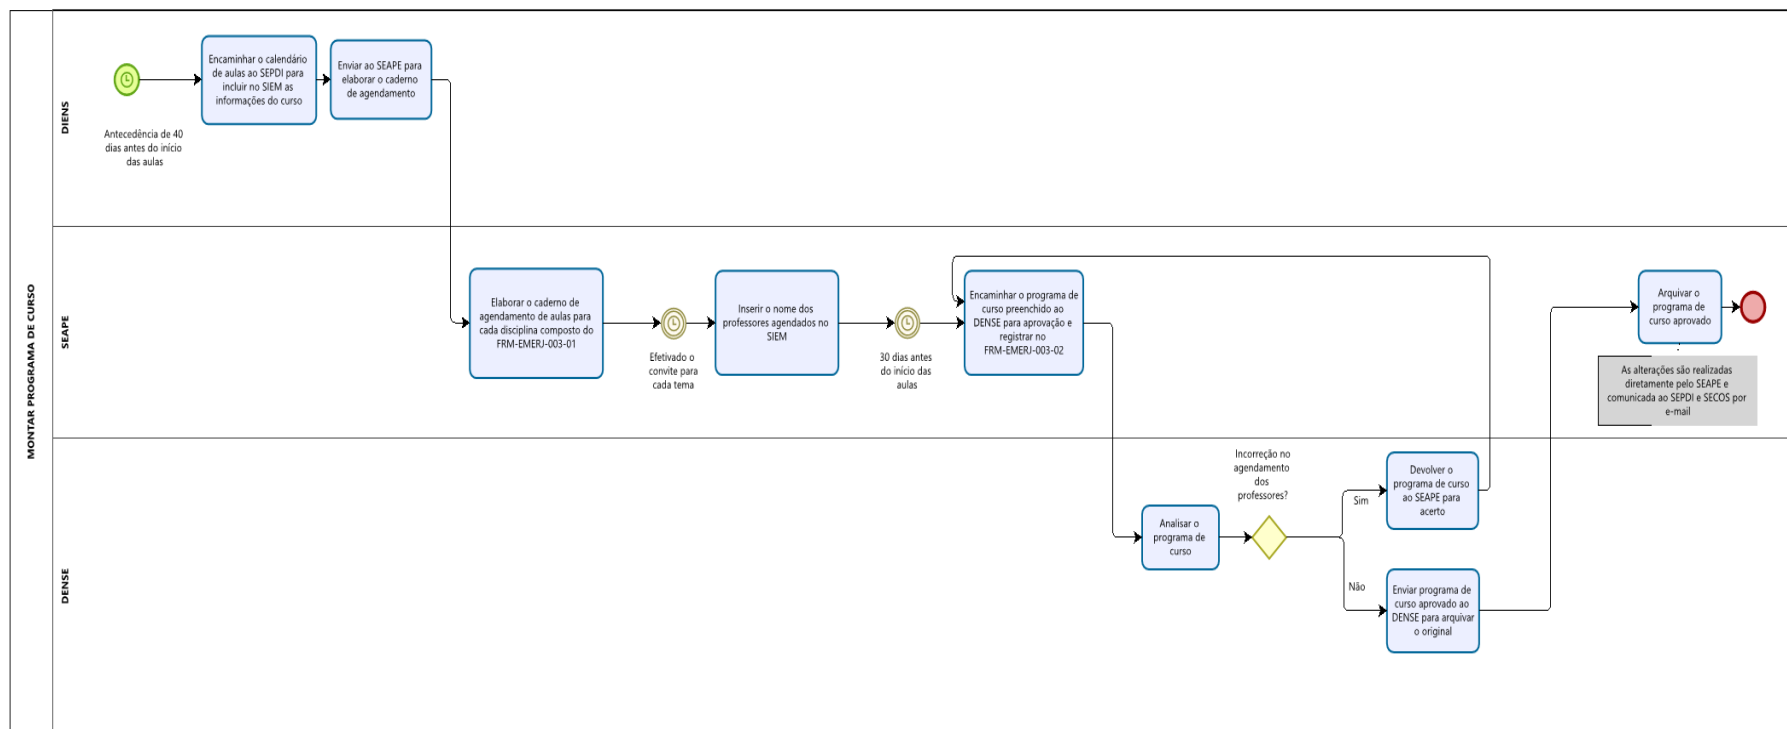 MONTAR PROGRAMA DE CURSO
DIENS
Antecedência de 40
dias antes do início
das aulas
Encaminhar o calendário
de aulas ao SEPDI para
incluir no SIEM as
informações do curso
Enviar ao SEAPE para
elaborar o caderno
de agendamento
SEAPE
Elaborar o caderno de
agendamento de aulas para
cada disciplina composto do
FRM-EMERJ-003-01
Efetivado o
convite para
cada tema
Inserir o nome dos
professores agendados no
SIEM
30 dias antes
do início das
aulas
Encaminhar o programa de
curso preenchido ao
DENSE para aprovação e
registrar no
FRM-EMERJ-003-02
Arquivar o
programa de
curso aprovado
As alterações são realizadas
diretamente pelo SEAPE e
comunicada ao SEPDI e SECOS por
e-mail
DENSE
Analisar o
programa de
curso
Incorreção no
agendamento
dos
professores?
Sim
Devolver o
programa de curso
ao SEAPE para
acerto
Não
Enviar programa de
curso aprovado ao
DENSE para arquivar
o original